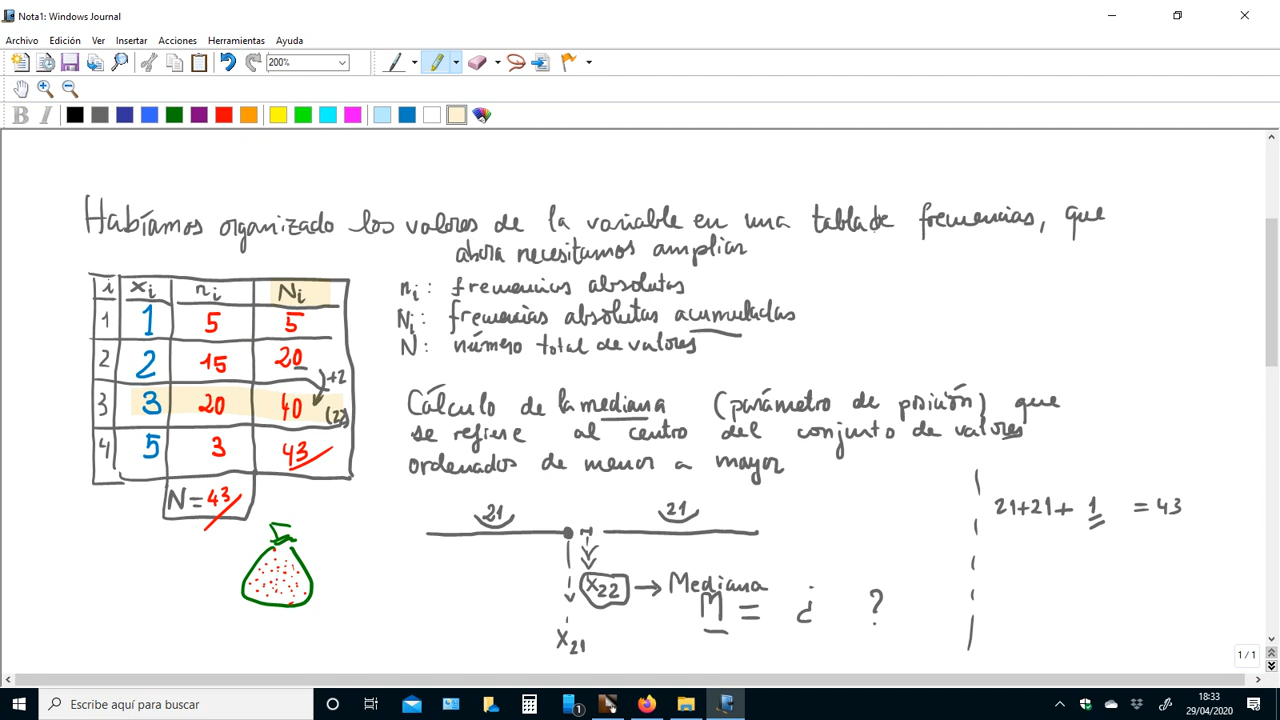 Nota1: Windows Journal
Archivo Edición Ver Insertar Acciones Herramientas Ayuda
200%
B I
Habíamos organizado los valores de la variable en una tabla de frecuencias, que
ahora necesitamos ampliar
i xi ni Ni
1 1 5 5
2 2 15 20
+2
3 3 20 40
4 5 3 43
N = 43
ni: frecuencias absolutas
Ni: frecuencias absolutas acumuladas
N: número total de valores
Cálculo de la mediana (parámetro de posición) que
se refiere al centro del conjunto de valores
ordenados de menor a mayor
21 21
21+21+ 1 = 43
x22 → Mediana
M = ¿ ?
x21
1 / 1
Escribe aquí para buscar
1
18:33
29/04/2020